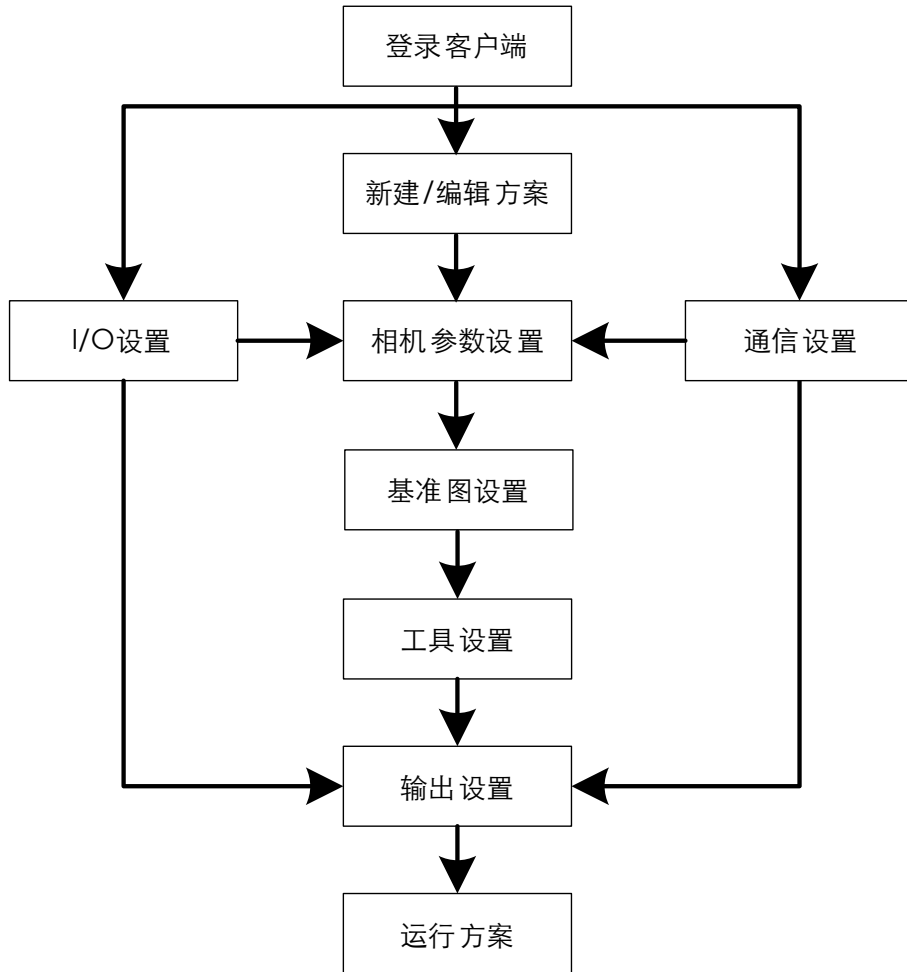 登录客户端
新建/编辑方案
I/O设置
相机参数设置
通信设置
基准图设置
工具设置
输出设置
运行方案